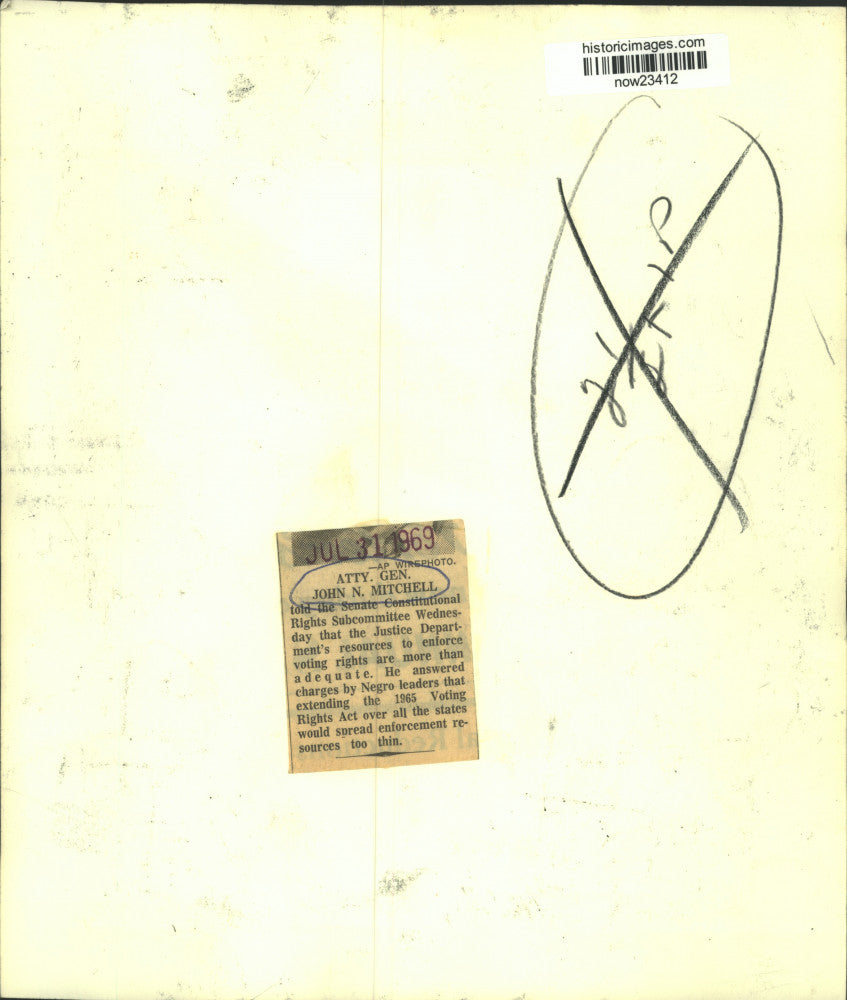 historicimages.com
now23412
JUL 31 1969
—AP WIREPHOTO.
ATTY. GEN.
JOHN N. MITCHELL
told the Senate Constitutional
Rights Subcommittee Wednes-
day that the Justice Depart-
ment's resources to enforce
voting rights are more than
adequate. He answered
charges by Negro leaders that
extending the 1965 Voting
Rights Act over all the states
would spread enforcement re-
sources too thin.